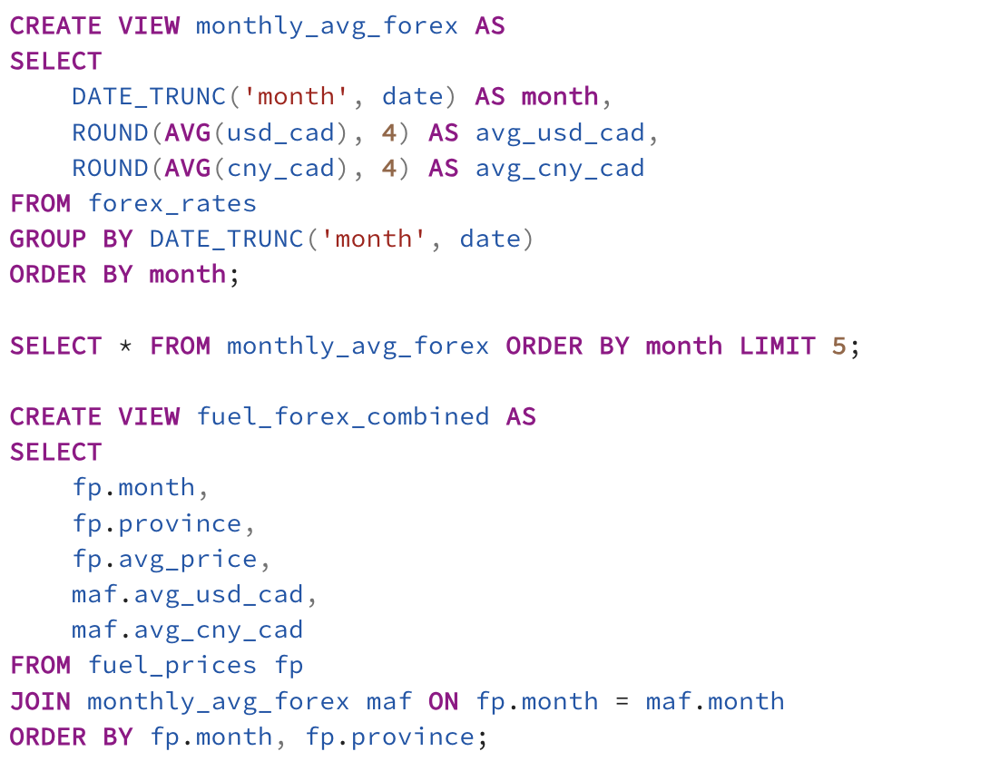 CREATE VIEW monthly_avg_forex AS
SELECT
    DATE_TRUNC('month', date) AS month,
    ROUND(AVG(usd_cad), 4) AS avg_usd_cad,
    ROUND(AVG(cny_cad), 4) AS avg_cny_cad
FROM forex_rates
GROUP BY DATE_TRUNC('month', date)
ORDER BY month;

SELECT * FROM monthly_avg_forex ORDER BY month LIMIT 5;

CREATE VIEW fuel_forex_combined AS
SELECT
    fp.month,
    fp.province,
    fp.avg_price,
    maf.avg_usd_cad,
    maf.avg_cny_cad
FROM fuel_prices fp
JOIN monthly_avg_forex maf ON fp.month = maf.month
ORDER BY fp.month, fp.province;